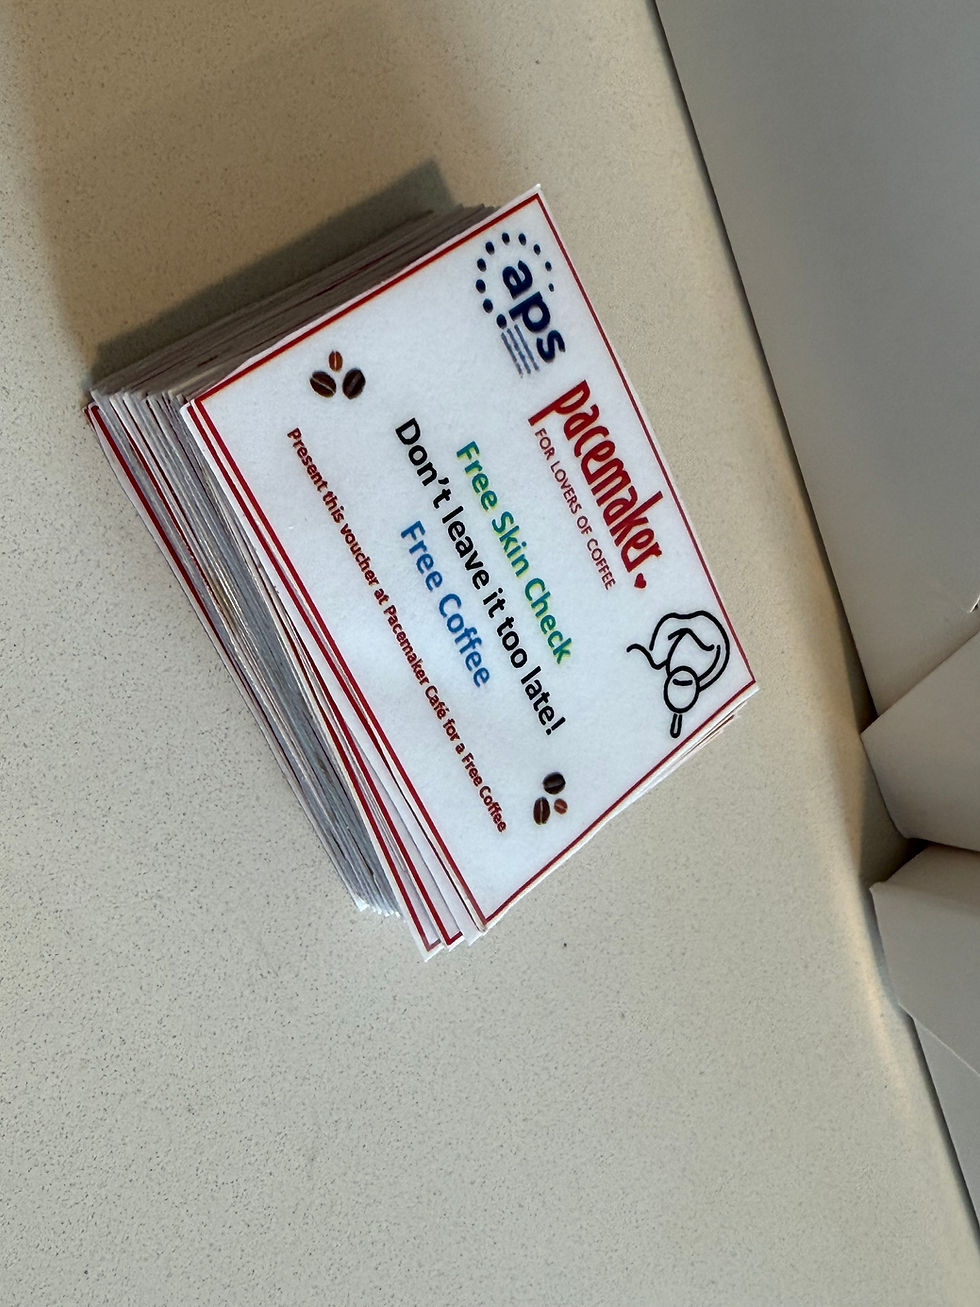 aps
pacemaker
FOR LOVERS OF COFFEE
Free Skin Check
Don't leave it too late!
Free Coffee
Present this voucher at Pacemaker Café for a Free Coffee